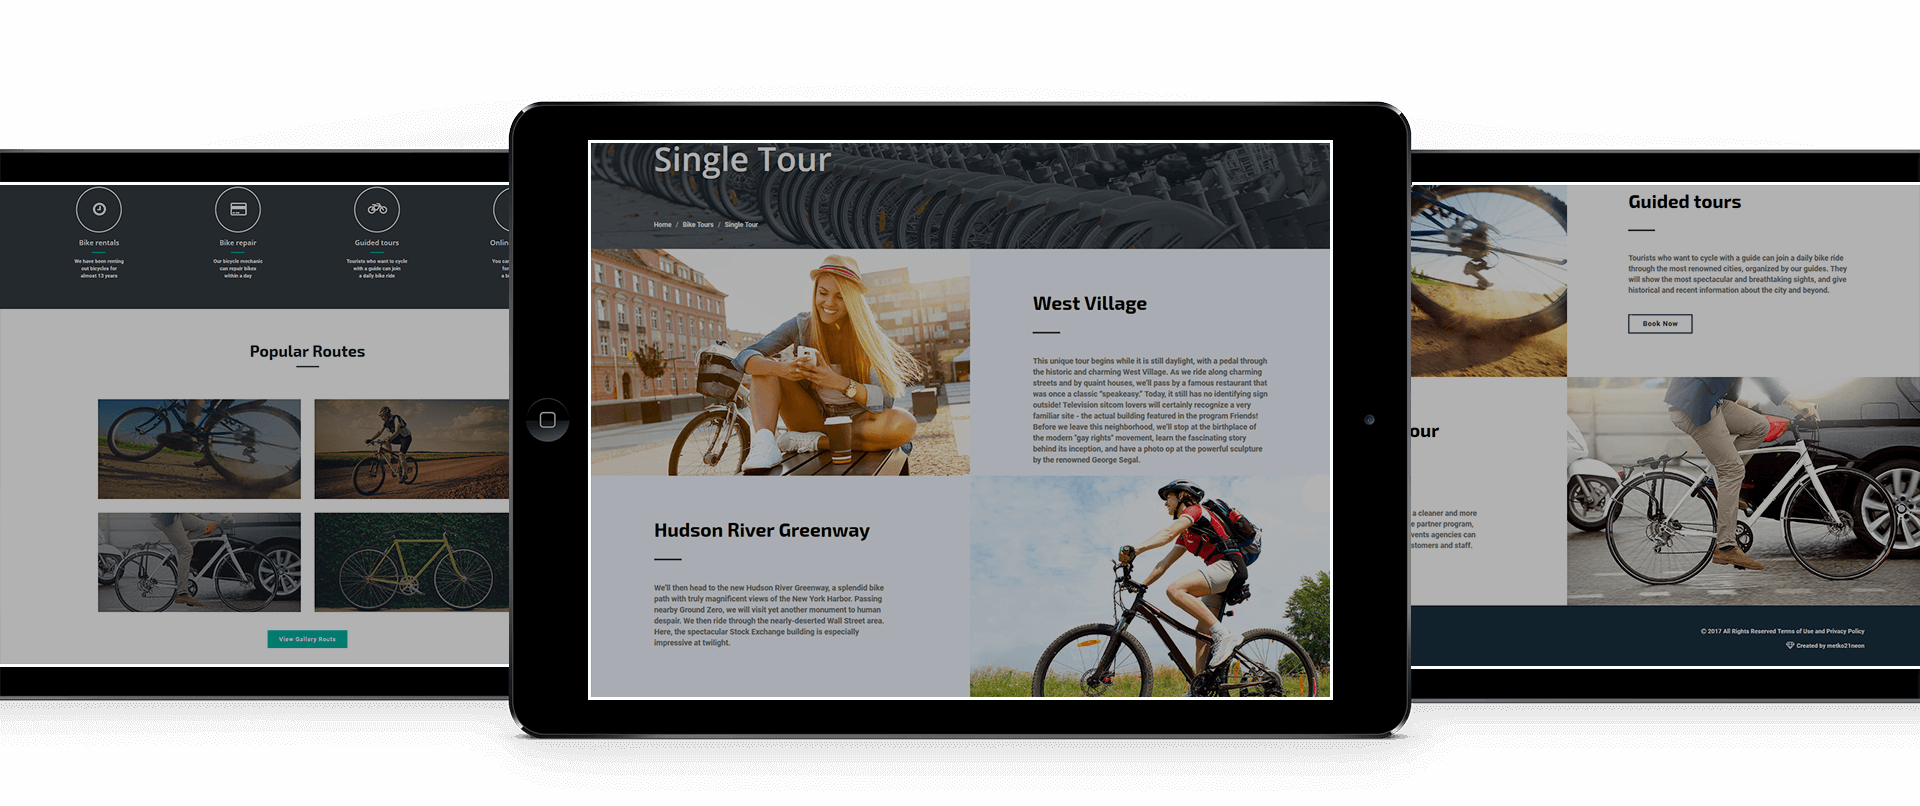 Bike rentals
We have been renting
out bicycles for
almost 13 years
Bike repair
Our bicycle mechanic
can repair bikes
within a day
Guided tours
Tourists who want to cycle
with a guide can join
a daily bike ride
Onlin
You can
for
a b
Popular Routes
View Gallery Routs
Single Tour
Home / Bike Tours / Single Tour
West Village
This unique tour begins while it is still daylight, with a pedal through
the historic and charming West Village. As we ride along charming
streets and by quaint houses, we'll pass by a famous restaurant that
was once a classic "speakeasy." Today, it still has no identifying sign
outside! Television sitcom lovers will certainly recognize a very
familiar site - the actual building featured in the program Friends!
Before we leave this neighborhood, we'll stop at the birthplace of
the modern "gay rights" movement, learn the fascinating story
behind its inception, and have a photo op at the powerful sculpture
by the renowned George Segal.
Hudson River Greenway
We'll then head to the new Hudson River Greenway, a splendid bike
path with truly magnificent views of the New York Harbor. Passing
nearby Ground Zero, we will visit yet another monument to human
despair. We then ride through the nearly-deserted Wall Street area.
Here, the spectacular Stock Exchange building is especially
impressive at twilight.
Guided tours
Tourists who want to cycle with a guide can join a daily bike ride
through the most renowned cities, organized by our guides. They
will show the most spectacular and breathtaking sights, and give
historical and recent information about the city and beyond.
Book Now
our
a cleaner and more
e partner program,
vents agencies can
stomers and staff.
© 2017 All Rights Reserved Terms of Use and Privacy Policy
Created by metko21neon